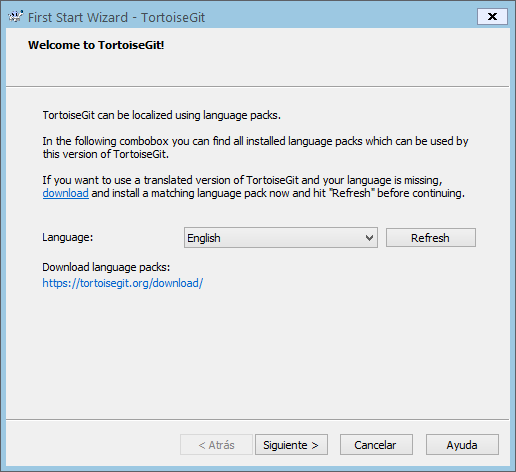 First Start Wizard - TortoiseGit
Welcome to TortoiseGit!
TortoiseGit can be localized using language packs.
In the following combobox you can find all installed language packs which can be used by
this version of TortoiseGit.
If you want to use a translated version of TortoiseGit and your language is missing,
download and install a matching language pack now and hit "Refresh" before continuing.
Language: English Refresh
Download language packs:
https://tortoisegit.org/download/
< Atrás Siguiente > Cancelar Ayuda